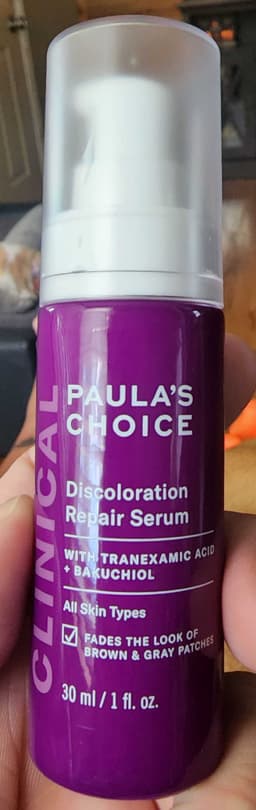 CLINICAL
PAULA'S
CHOICE
Discoloration
Repair Serum
WITH TRANEXAMIC ACID
+ BAKUCHIOL
All Skin Types
☑ FADES THE LOOK OF
BROWN & GRAY PATCHES
30 ml / 1 fl. oz.